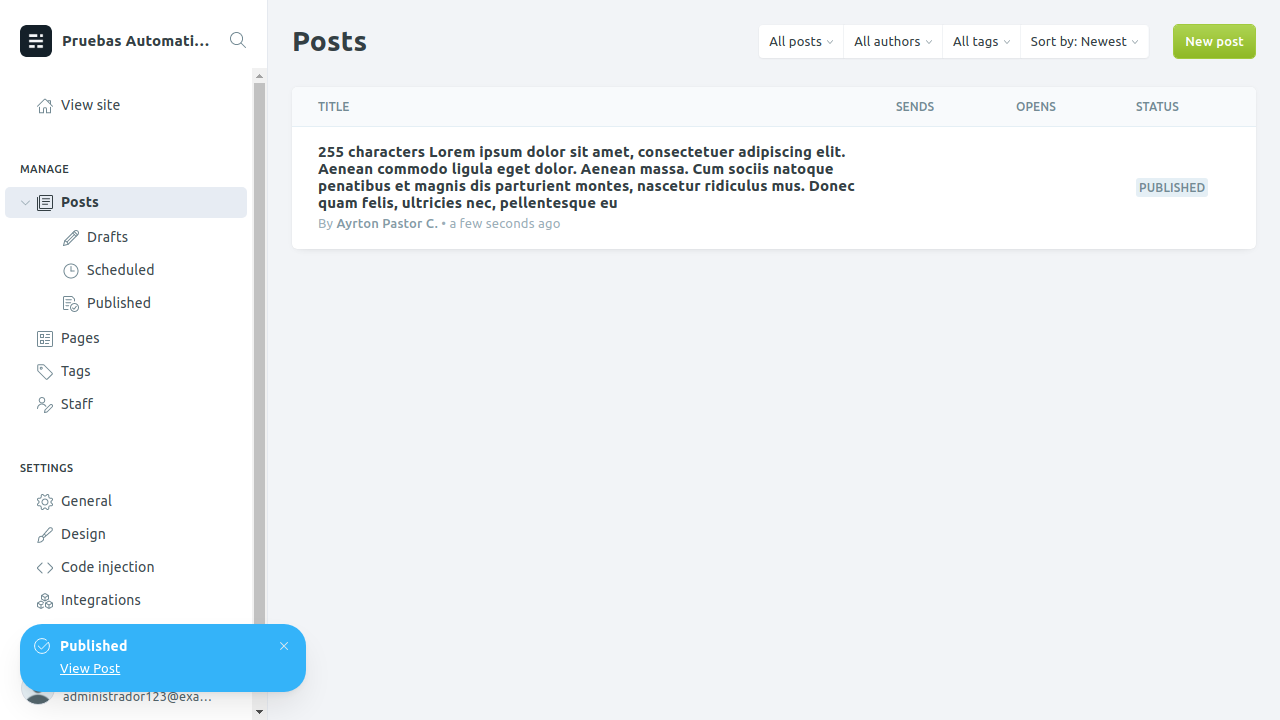 Pruebas Automati...
View site
MANAGE
Posts
Drafts
Scheduled
Published
Pages
Tags
Staff
SETTINGS
General
Design
Code injection
Integrations
Published
View Post
administrador123@exa...
Posts
All posts
All authors
All tags
Sort by: Newest
New post
TITLE
SENDS
OPENS
STATUS
255 characters Lorem ipsum dolor sit amet, consectetuer adipiscing elit.
Aenean commodo ligula eget dolor. Aenean massa. Cum sociis natoque
penatibus et magnis dis parturient montes, nascetur ridiculus mus. Donec
quam felis, ultricies nec, pellentesque eu
By Ayrton Pastor C. • a few seconds ago
PUBLISHED